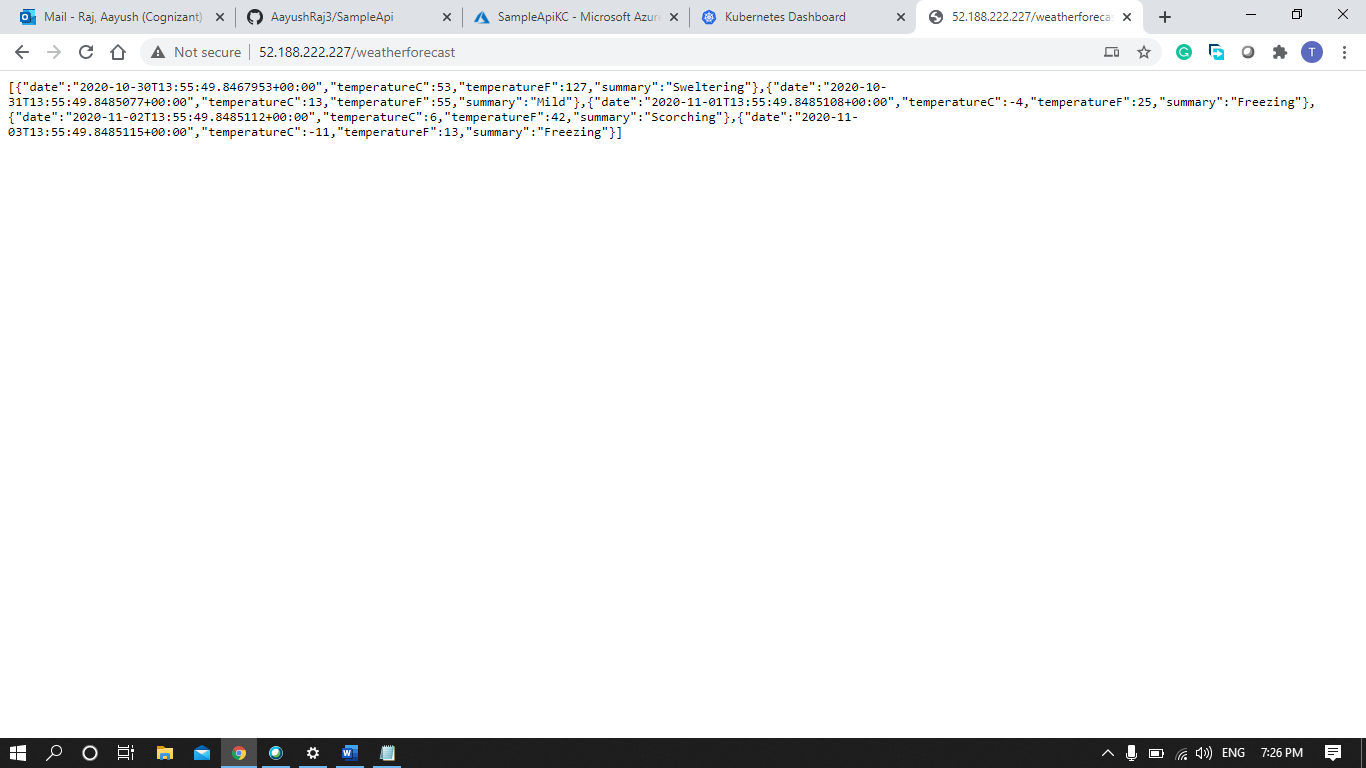 Mail - Raj, Aayush (Cognizant)
AayushRaj3/SampleApi
SampleApiKC - Microsoft Azur
Kubernetes Dashboard
52.188.222.227/weatherforecas
Not secure
52.188.222.227/weatherforecast
T
[{"date":"2020-10-30T13:55:49.8467953+00:00","temperatureC":53,"temperatureF":127,"summary":"Sweltering"},{"date":"2020-10-
31T13:55:49.8485077+00:00","temperatureC":13,"temperatureF":55,"summary":"Mild"},{"date":"2020-11-01T13:55:49.8485108+00:00","temperatureC":-4,"temperatureF":25,"summary":"Freezing"},
{"date":"2020-11-02T13:55:49.8485112+00:00","temperatureC":6,"temperatureF":42,"summary":"Scorching"},{"date":"2020-11-
03T13:55:49.8485115+00:00","temperatureC":-11,"temperatureF":13,"summary":"Freezing"}]
ENG
7:26 PM